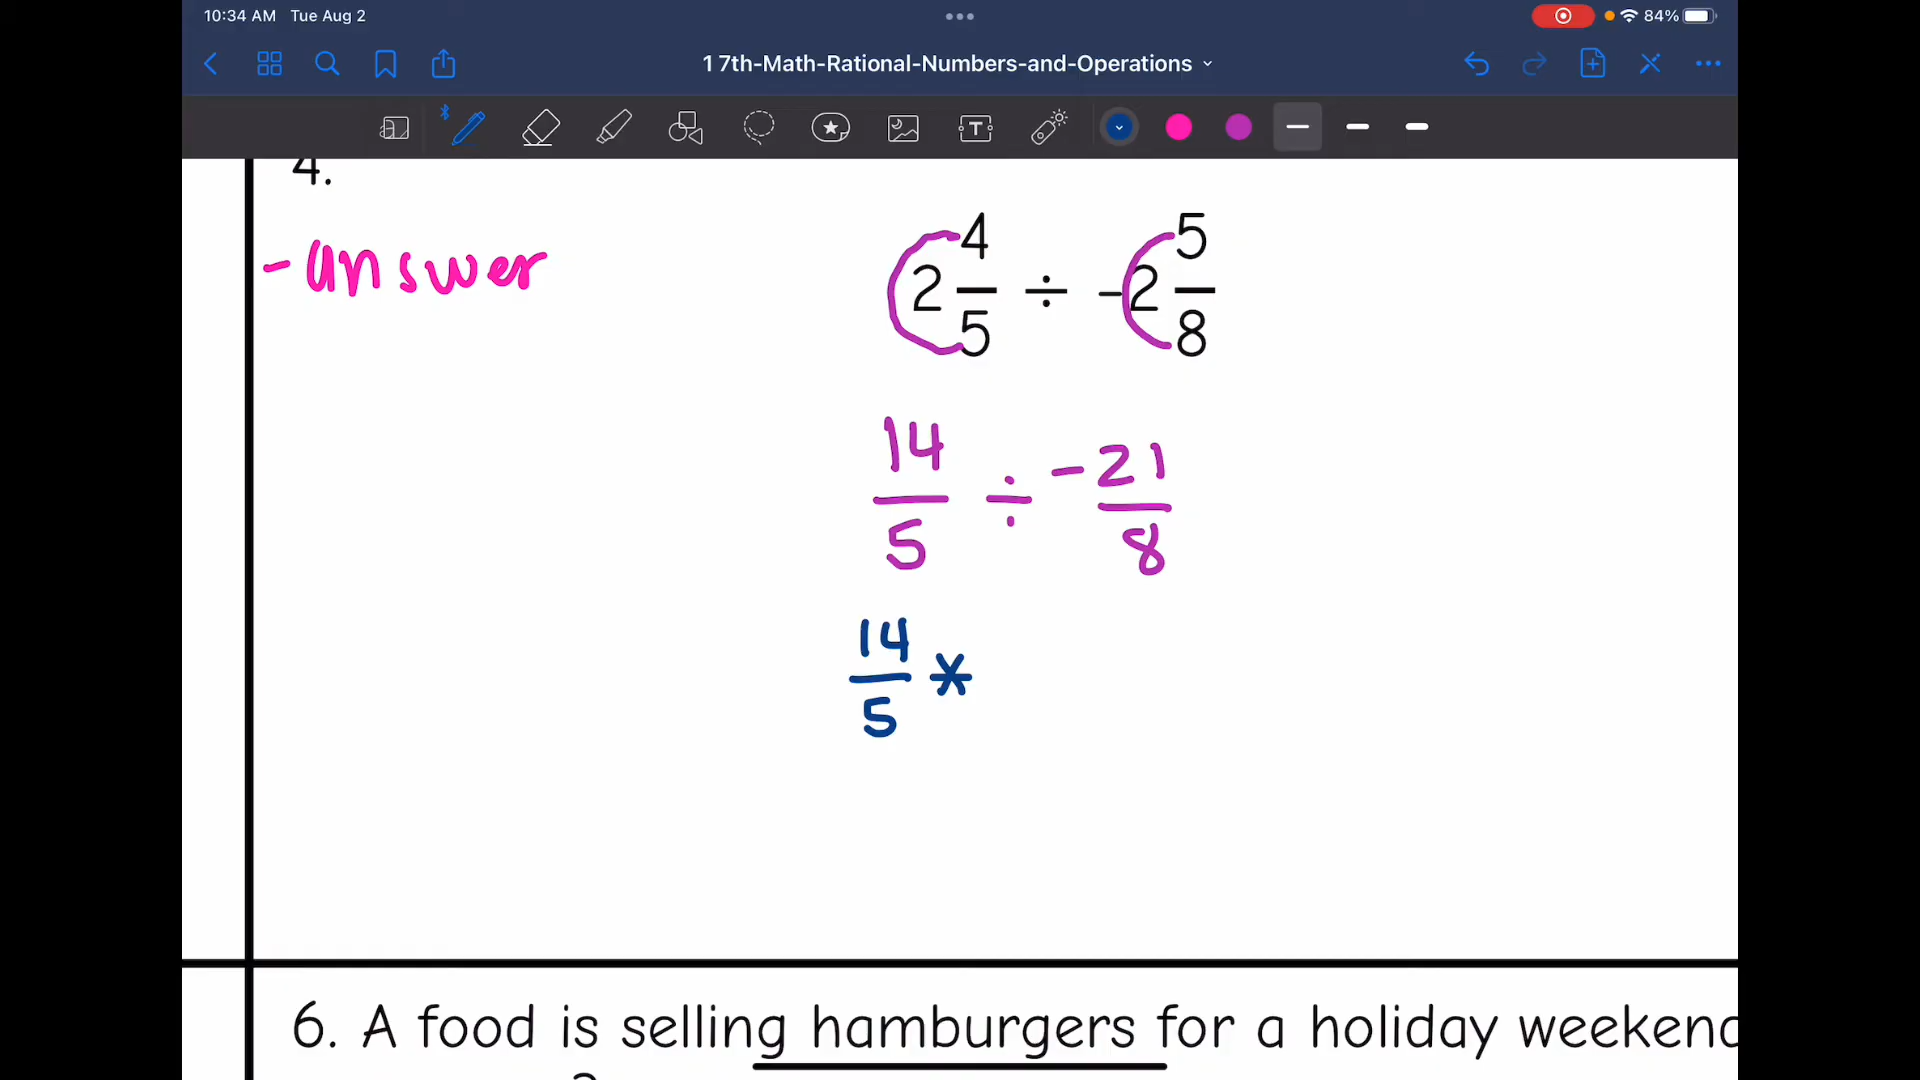 10:34 AM Tue Aug 2
84%
1 7th-Math-Rational-Numbers-and-Operations
4.
-answer
2 4/5 ÷ -2 5/8
14/5 ÷ -21/8
14/5 *
6. A food is selling hamburgers for a holiday weekend